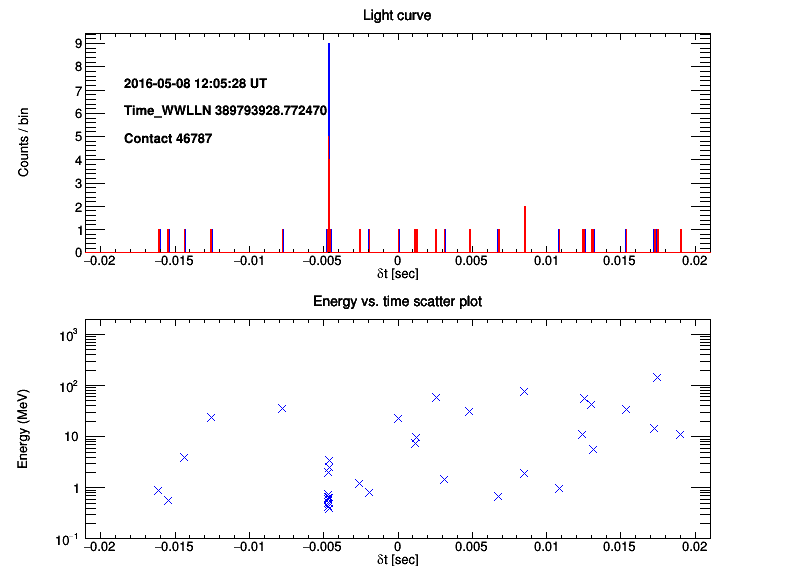 Light curve
Counts / bin
9
8
7
6
5
4
3
2
1
0
2016-05-08 12:05:28 UT
Time_WWLLN 389793928.772470
Contact 46787
−0.02 −0.015 −0.01 −0.005 0 0.005 0.01 0.015 0.02
δt [sec]
Energy vs. time scatter plot
Energy (MeV)
10³
10²
10
1
10⁻¹
−0.02 −0.015 −0.01 −0.005 0 0.005 0.01 0.015 0.02
δt [sec]